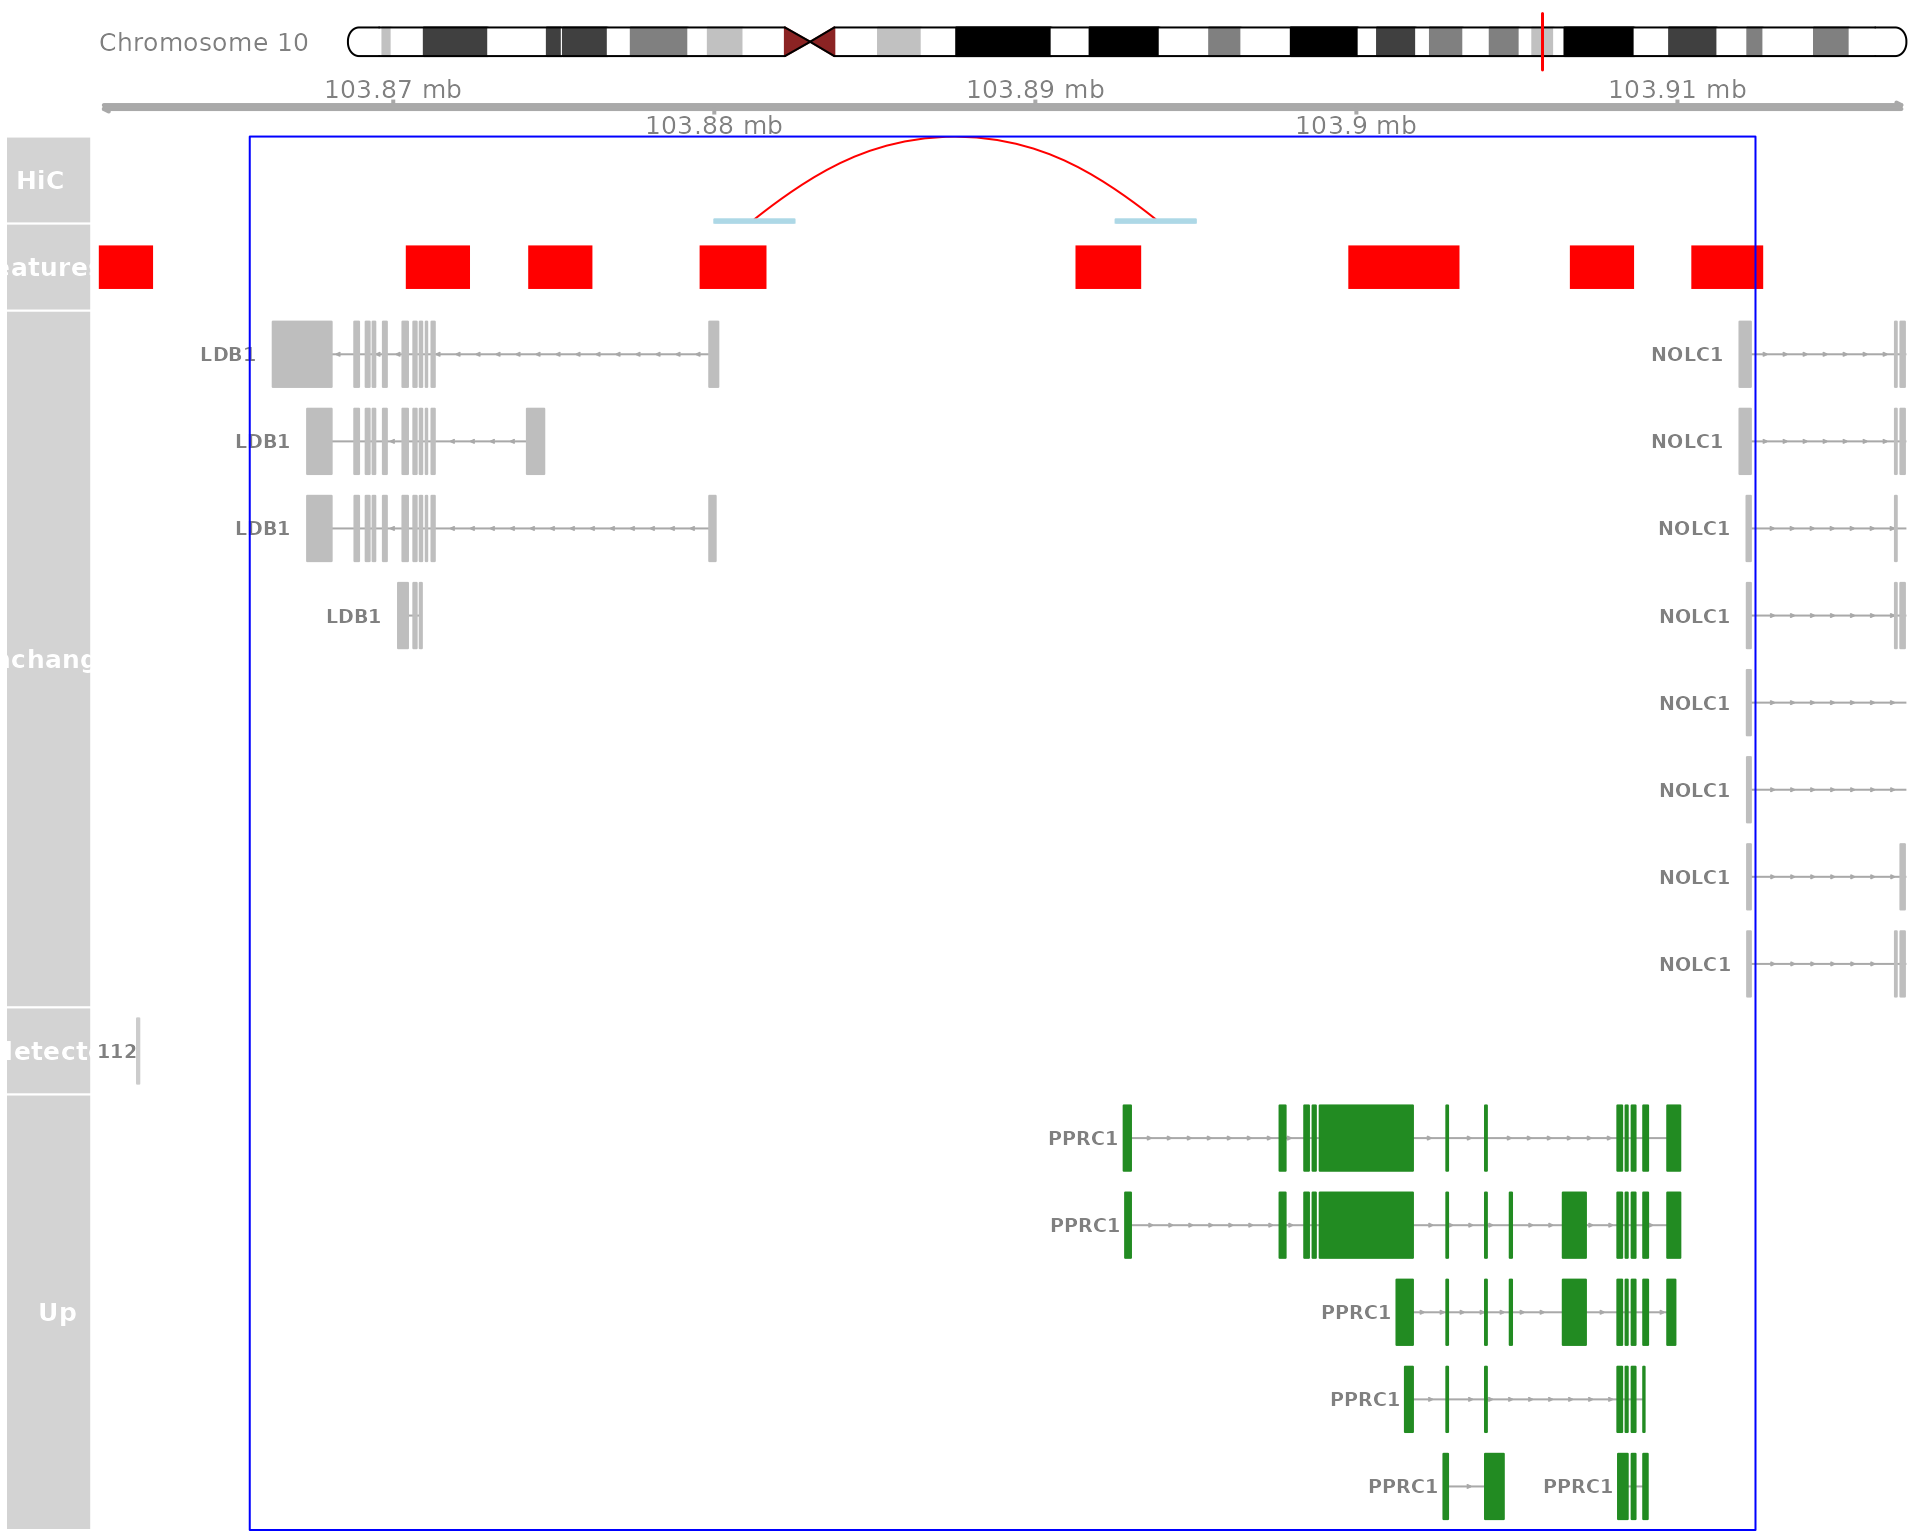 Chromosome 10
103.87 mb
103.89 mb
103.91 mb
103.88 mb
103.9 mb
HiC
eatures
LDB1
NOLC1
LDB1
NOLC1
LDB1
NOLC1
LDB1
NOLC1
nchang
NOLC1
NOLC1
NOLC1
NOLC1
detect
112
PPRC1
PPRC1
Up
PPRC1
PPRC1
PPRC1
PPRC1